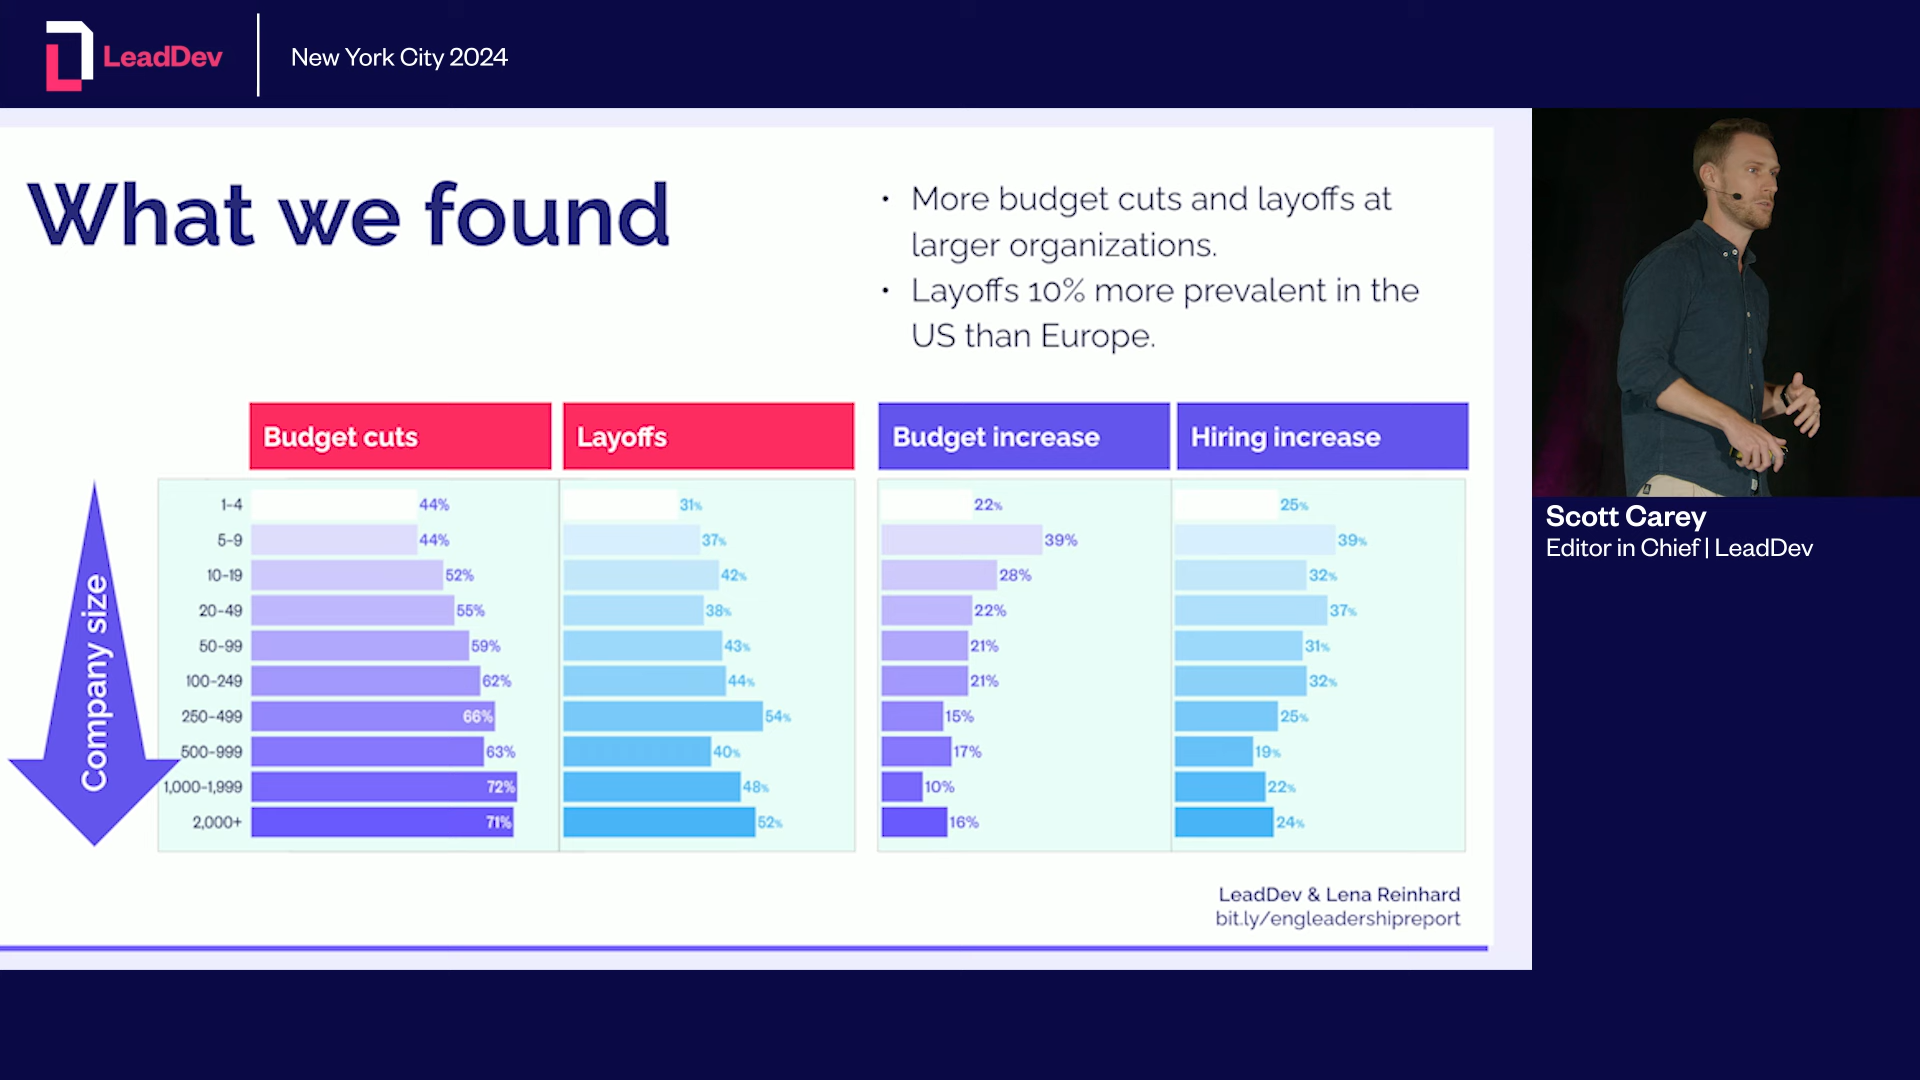 LeadDev
New York City 2024
What we found
• More budget cuts and layoffs at
larger organizations.
• Layoffs 10% more prevalent in the
US than Europe.
Budget cuts
Layoffs
Budget increase
Hiring increase
Company size
1-4 44% 31% 22% 25%
5-9 44% 37% 39% 39%
10-19 52% 42% 28% 32%
20-49 55% 38% 22% 37%
50-99 59% 43% 21% 31%
100-249 62% 44% 21% 32%
250-499 66% 54% 15% 25%
500-999 63% 40% 17% 19%
1,000-1,999 72% 48% 10% 22%
2,000+ 71% 52% 16% 24%
LeadDev & Lena Reinhard
bit.ly/engleadershipreport
Scott Carey
Editor in Chief | LeadDev